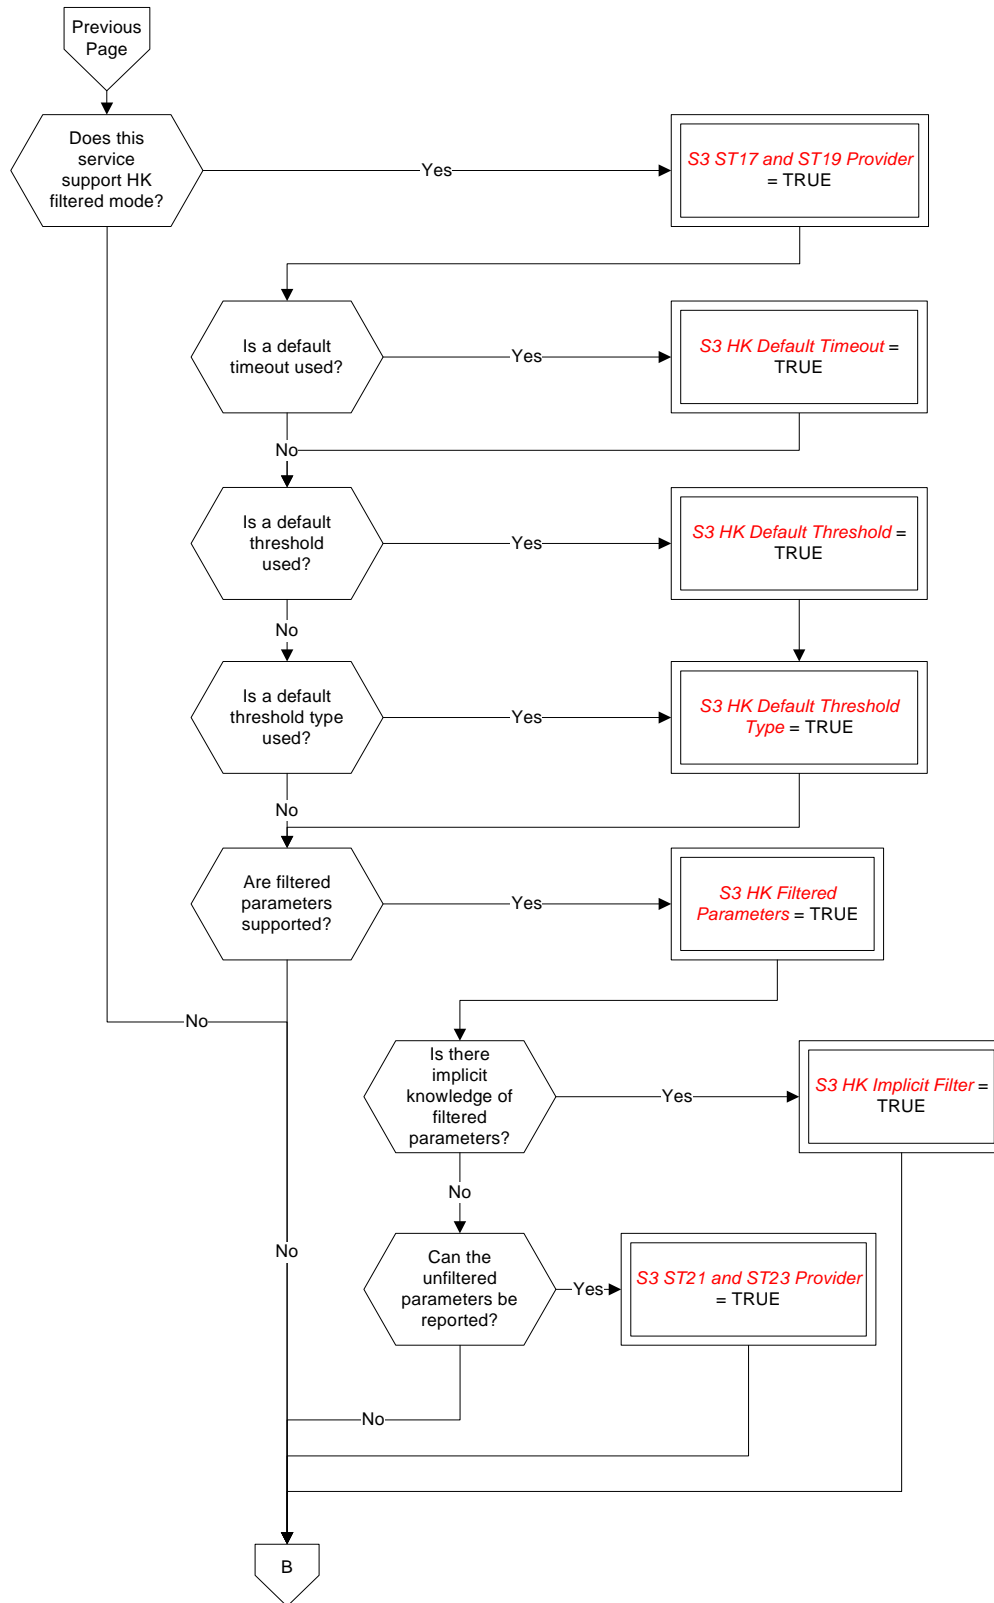 Previous
Page
Does this
service
support HK
filtered mode?
Yes
S3 ST17 and ST19 Provider
= TRUE
Is a default
timeout used?
Yes
S3 HK Default Timeout =
TRUE
No
Is a default
threshold
used?
Yes
S3 HK Default Threshold =
TRUE
No
Is a default
threshold type
used?
Yes
S3 HK Default Threshold
Type = TRUE
No
Are filtered
parameters
supported?
Yes
S3 HK Filtered
Parameters = TRUE
No
Is there
implicit
knowledge of
filtered
parameters?
Yes
S3 HK Implicit Filter =
TRUE
No
No
Can the
unfiltered
parameters be
reported?
Yes
S3 ST21 and ST23 Provider
= TRUE
No
B